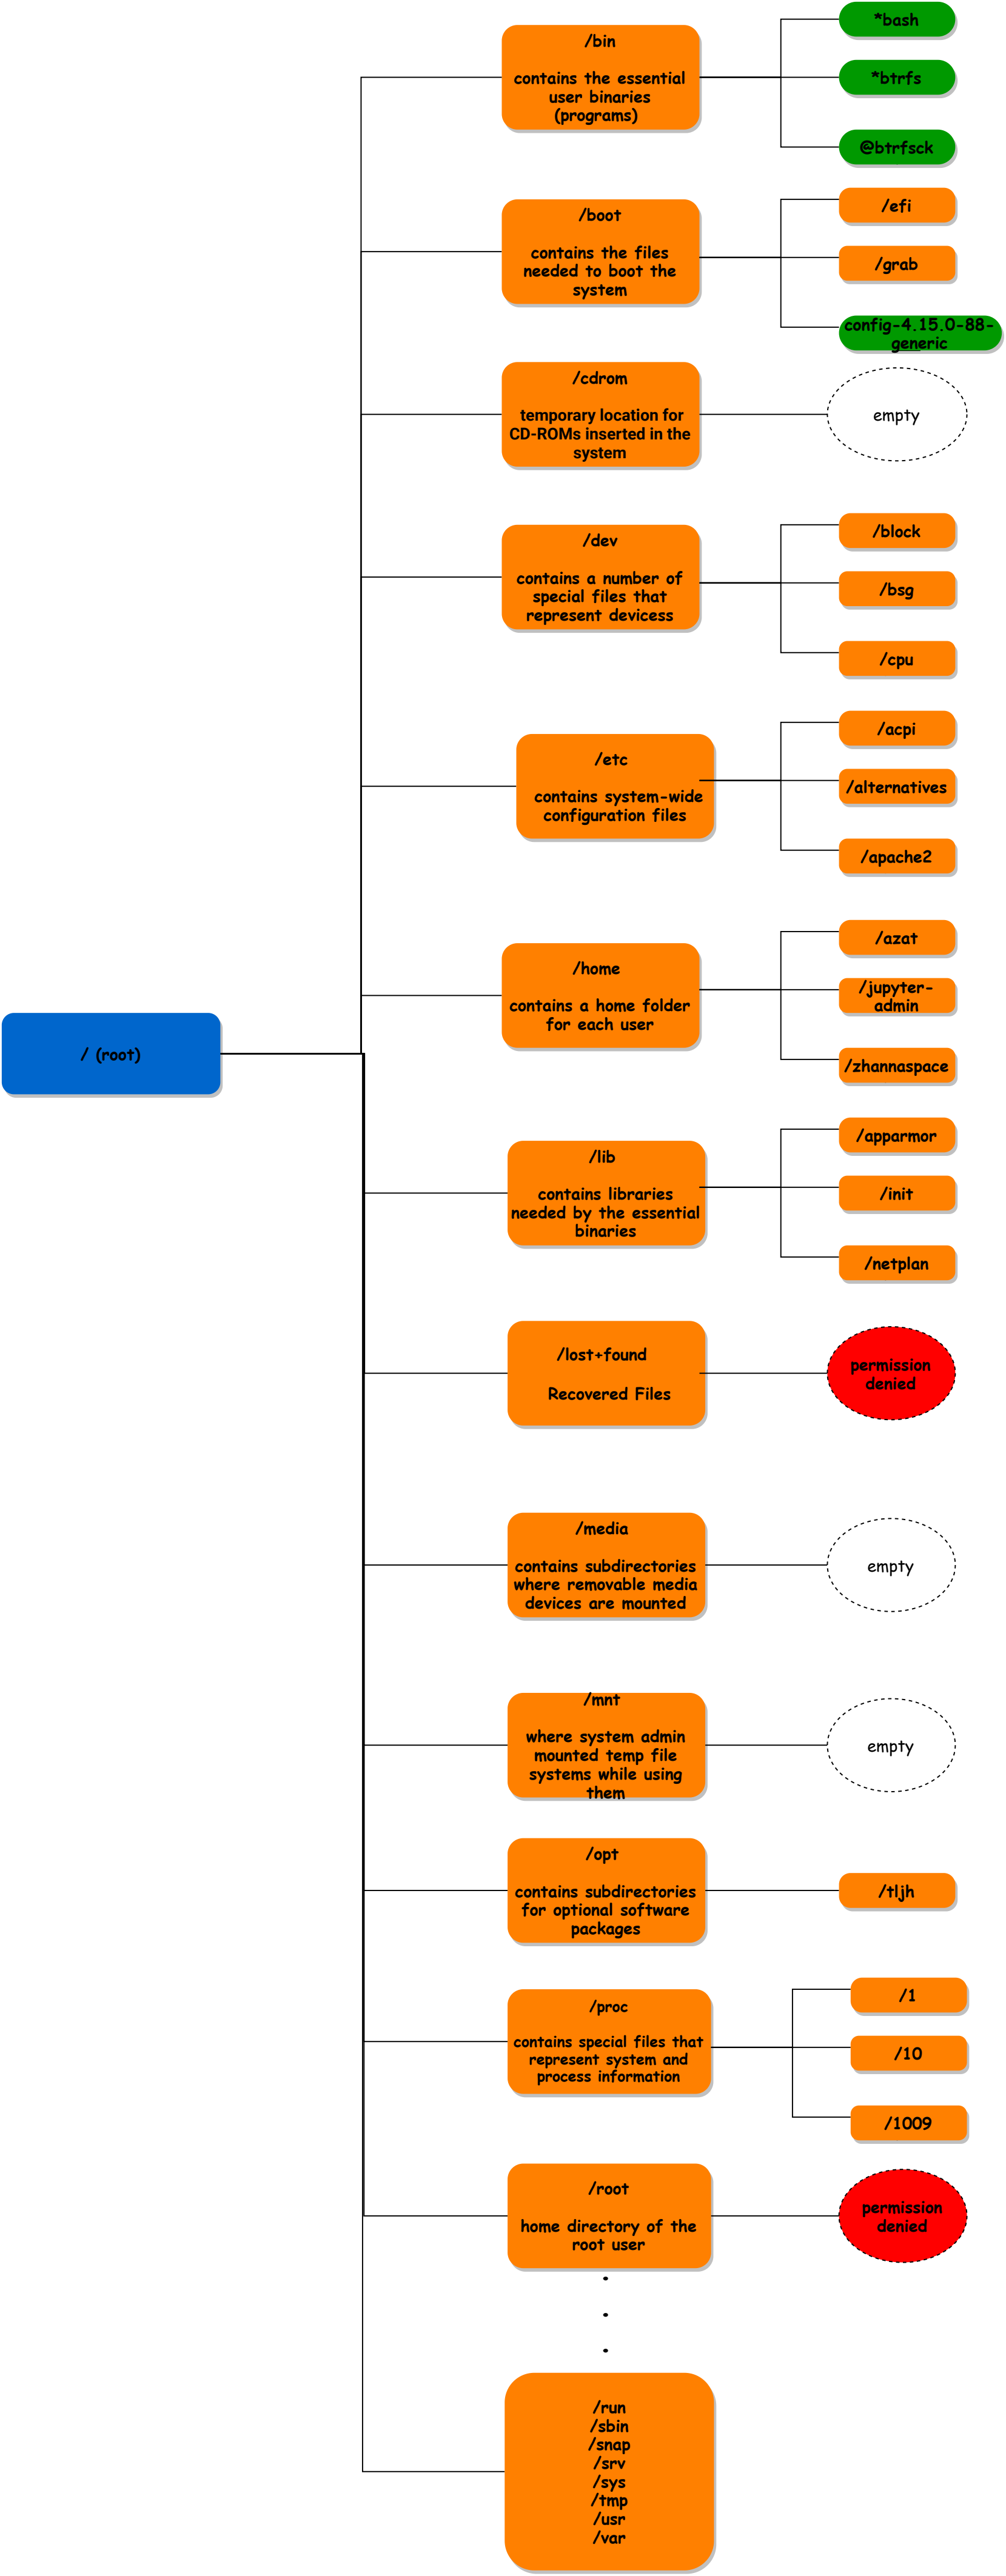 /bin
contains the essential
user binaries
(programs)
*bash
*btrfs
@btrfsck
/boot
contains the files
needed to boot the
system
/efi
/grab
config-4.15.0-88-
generic
/cdrom
temporary location for
CD-ROMs inserted in the
system
empty
/dev
contains a number of
special files that
represent devicess
/block
/bsg
/cpu
/etc
contains system-wide
configuration files
/acpi
/alternatives
/apache2
/home
contains a home folder
for each user
/azat
/jupyter-
admin
/zhannaspace
/ (root)
/lib
contains libraries
needed by the essential
binaries
/apparmor
/init
/netplan
/lost+found
Recovered Files
permission
denied
/media
contains subdirectories
where removable media
devices are mounted
empty
/mnt
where system admin
mounted temp file
systems while using
them
empty
/opt
contains subdirectories
for optional software
packages
/tljh
/proc
contains special files that
represent system and
process information
/1
/10
/1009
/root
home directory of the
root user
permission
denied
.
.
.
/run
/sbin
/snap
/srv
/sys
/tmp
/usr
/var